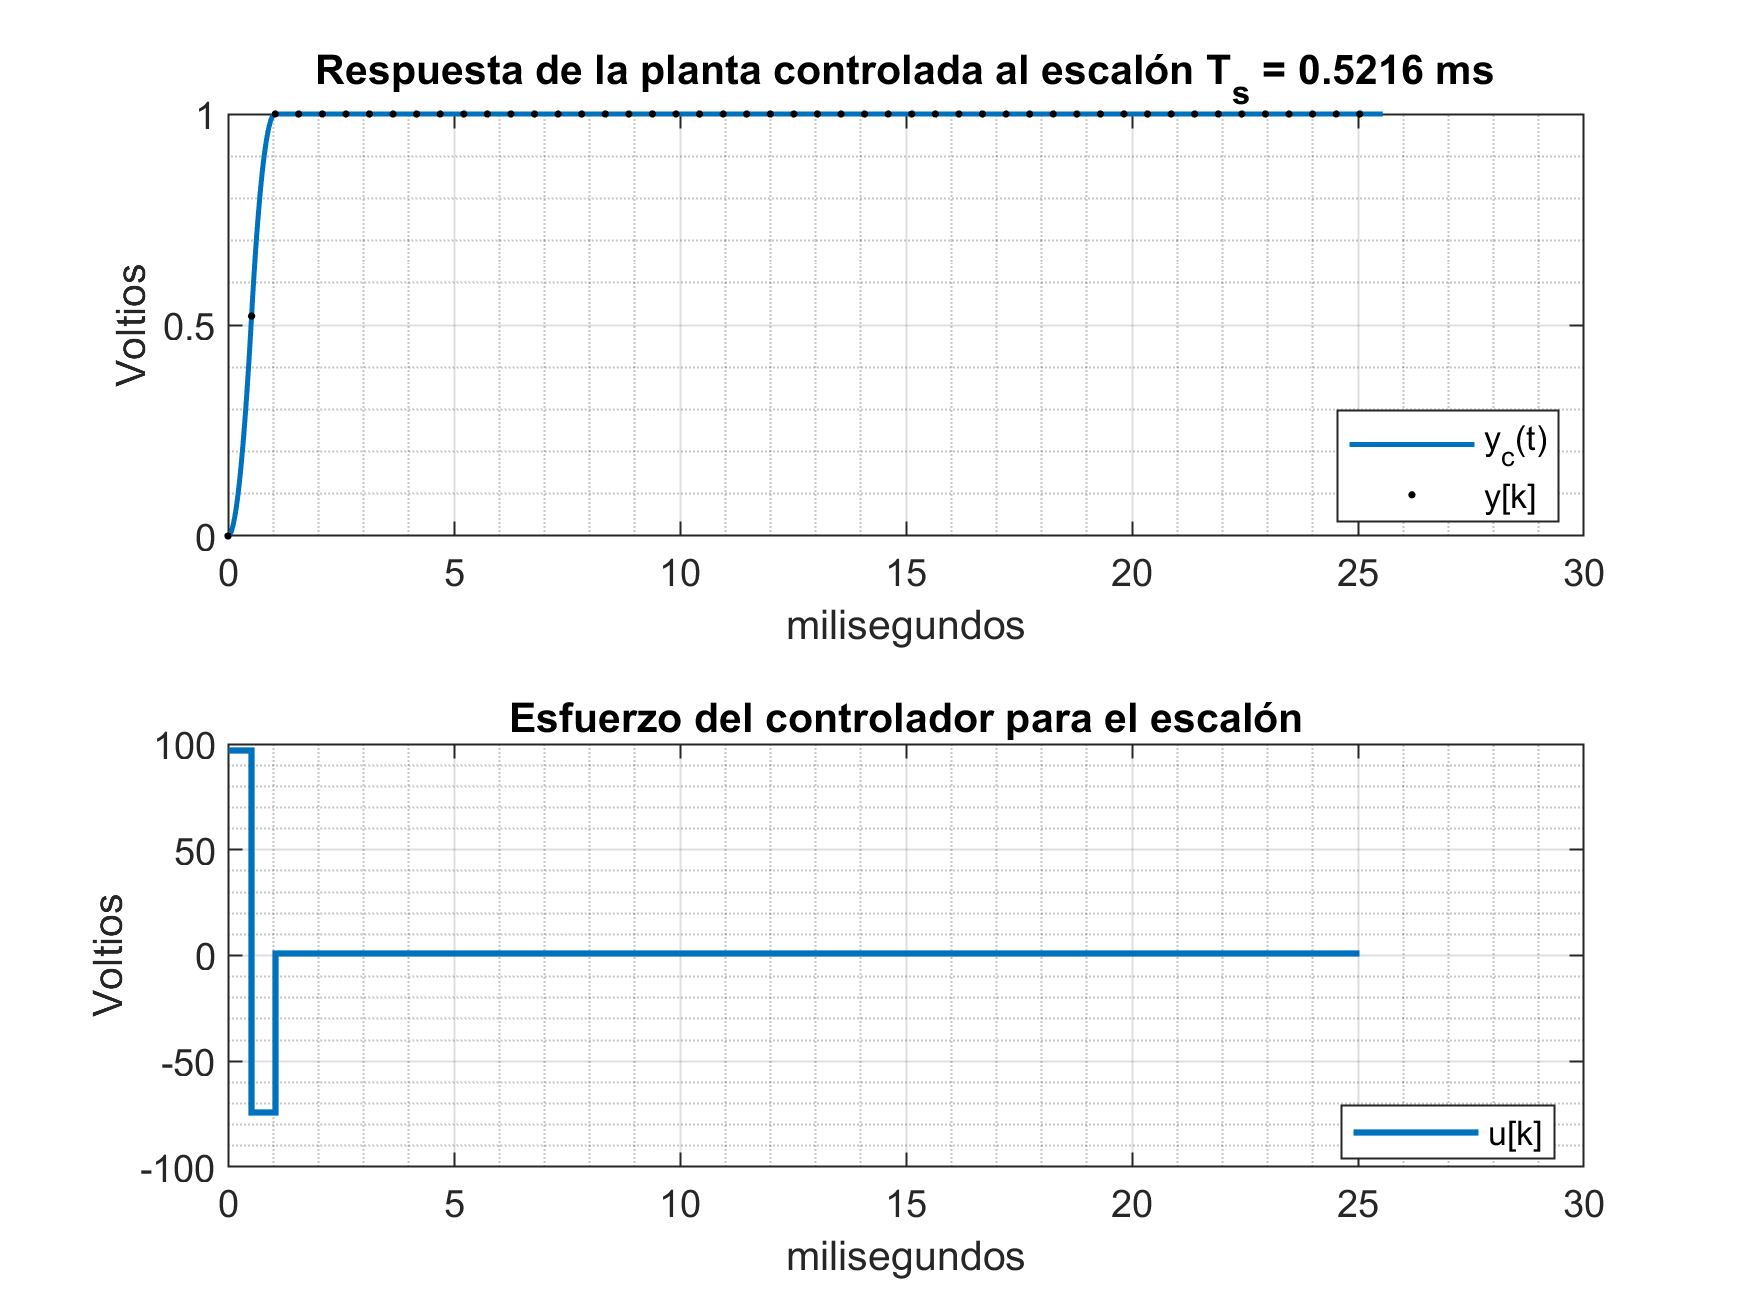 Respuesta de la planta controlada al escalón Ts = 0.5216 ms
1
0.5
0
Voltios
yc(t)
y[k]
0 5 10 15 20 25 30
milisegundos
Esfuerzo del controlador para el escalón
100
50
0
-50
-100
Voltios
u[k]
0 5 10 15 20 25 30
milisegundos